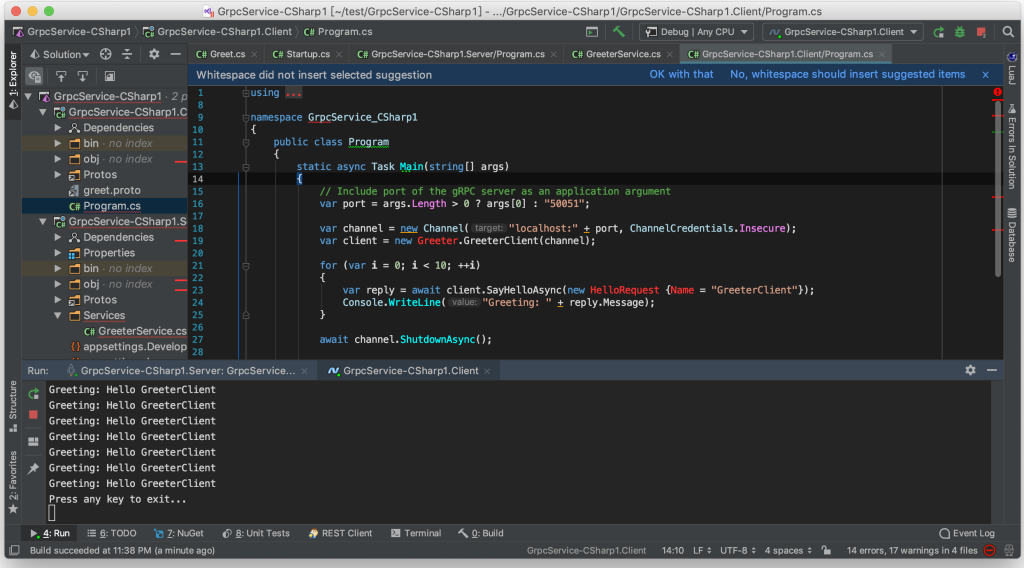 GrpcService-CSharp1 [~/test/GrpcService-CSharp1] - .../GrpcService-CSharp1.Client/Program.cs
GrpcService-CSharp1 GrpcService-CSharp1.Client C# Program.cs Debug | Any CPU GrpcService-CSharp1.Client
1: Explorer
Solution
C# Greet.cs C# Startup.cs C# GrpcService-CSharp1.Server/Program.cs C# GreeterService.cs C# GrpcService-CSharp1.Client/Program.cs
Whitespace did not insert selected suggestion OK with that No, whitespace should insert suggested items x
GrpcService-CSharp1 · 2 p
GrpcService-CSharp1.C
Dependencies
bin · no index
obj · no index
Protos
greet.proto
C# Program.cs
GrpcService-CSharp1.S
Dependencies
Properties
bin · no index
obj · no index
Protos
Services
C# GreeterService.cs
appsettings.Develop
1 using ...
8
9 namespace GrpcService_CSharp1
10 {
11 public class Program
12 {
13 static async Task Main(string[] args)
14 {
15 // Include port of the gRPC server as an application argument
16 var port = args.Length > 0 ? args[0] : "50051";
17
18 var channel = new Channel( target: "localhost:" + port, ChannelCredentials.Insecure);
19 var client = new Greeter.GreeterClient(channel);
20
21 for (var i = 0; i < 10; ++i)
22 {
23 var reply = await client.SayHelloAsync(new HelloRequest {Name = "GreeterClient"});
24 Console.WriteLine( value: "Greeting: " + reply.Message);
25 }
26
27 await channel.ShutdownAsync();
28
LuaJ
Errors In Solution
Database
Run: GrpcService-CSharp1.Server: GrpcService... GrpcService-CSharp1.Client
Greeting: Hello GreeterClient
Greeting: Hello GreeterClient
Greeting: Hello GreeterClient
Greeting: Hello GreeterClient
Greeting: Hello GreeterClient
Greeting: Hello GreeterClient
Greeting: Hello GreeterClient
Press any key to exit...
Structure
2: Favorites
4: Run 6: TODO 7: NuGet 8: Unit Tests REST Client Terminal 0: Build Event Log
Build succeeded at 11:38 PM (a minute ago) GrpcService-CSharp1.Client 14:10 LF UTF-8 4 spaces 14 errors, 17 warnings in 4 files